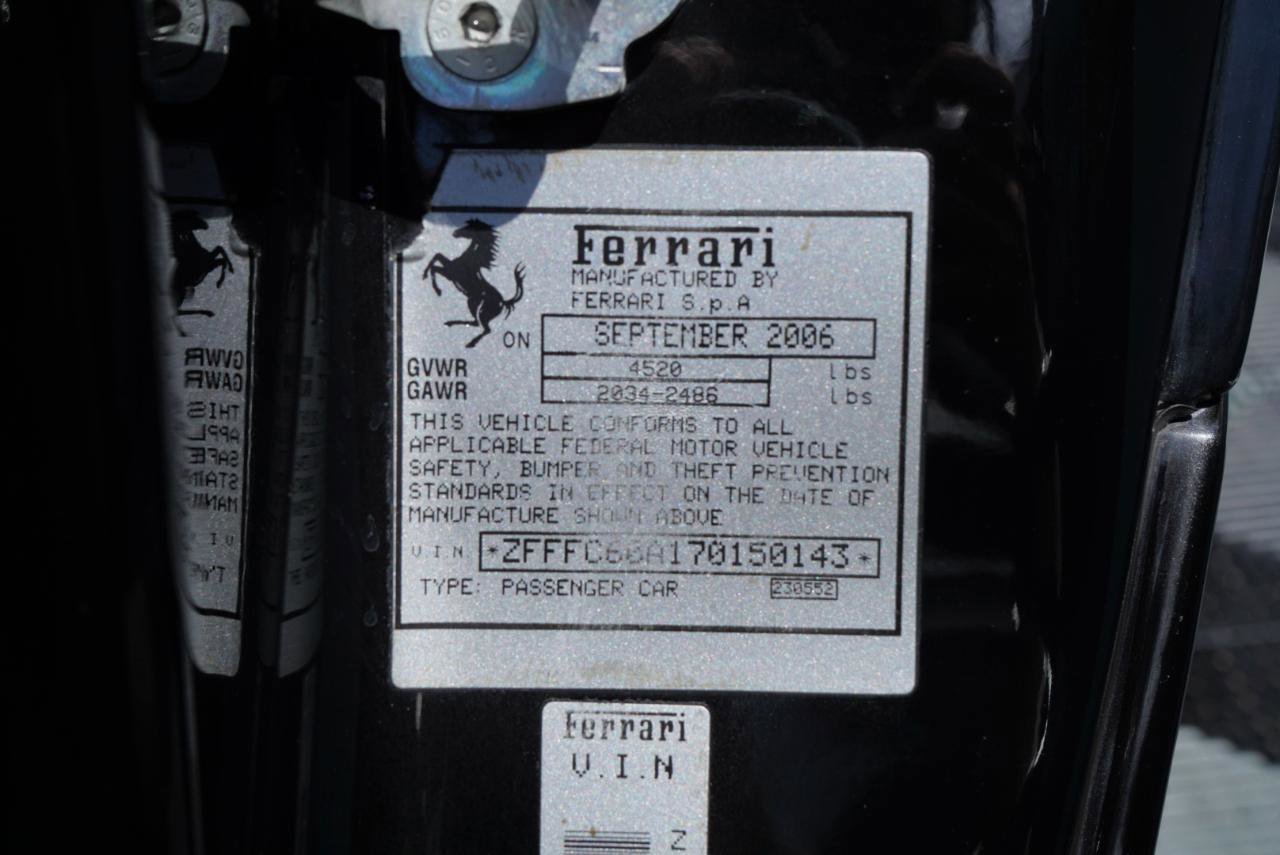 Ferrari
MANUFACTURED BY
FERRARI S.p.A
ON SEPTEMBER 2006
GVWR 4520 lbs
GAWR 2034-2486 lbs
THIS VEHICLE CONFORMS TO ALL
APPLICABLE FEDERAL MOTOR VEHICLE
SAFETY, BUMPER AND THEFT PREVENTION
STANDARDS IN EFFECT ON THE DATE OF
MANUFACTURE SHOWN ABOVE
V.I.N. *ZFFFC60A170150143*
TYPE: PASSENGER CAR 230552
Ferrari
V.I.N
Z